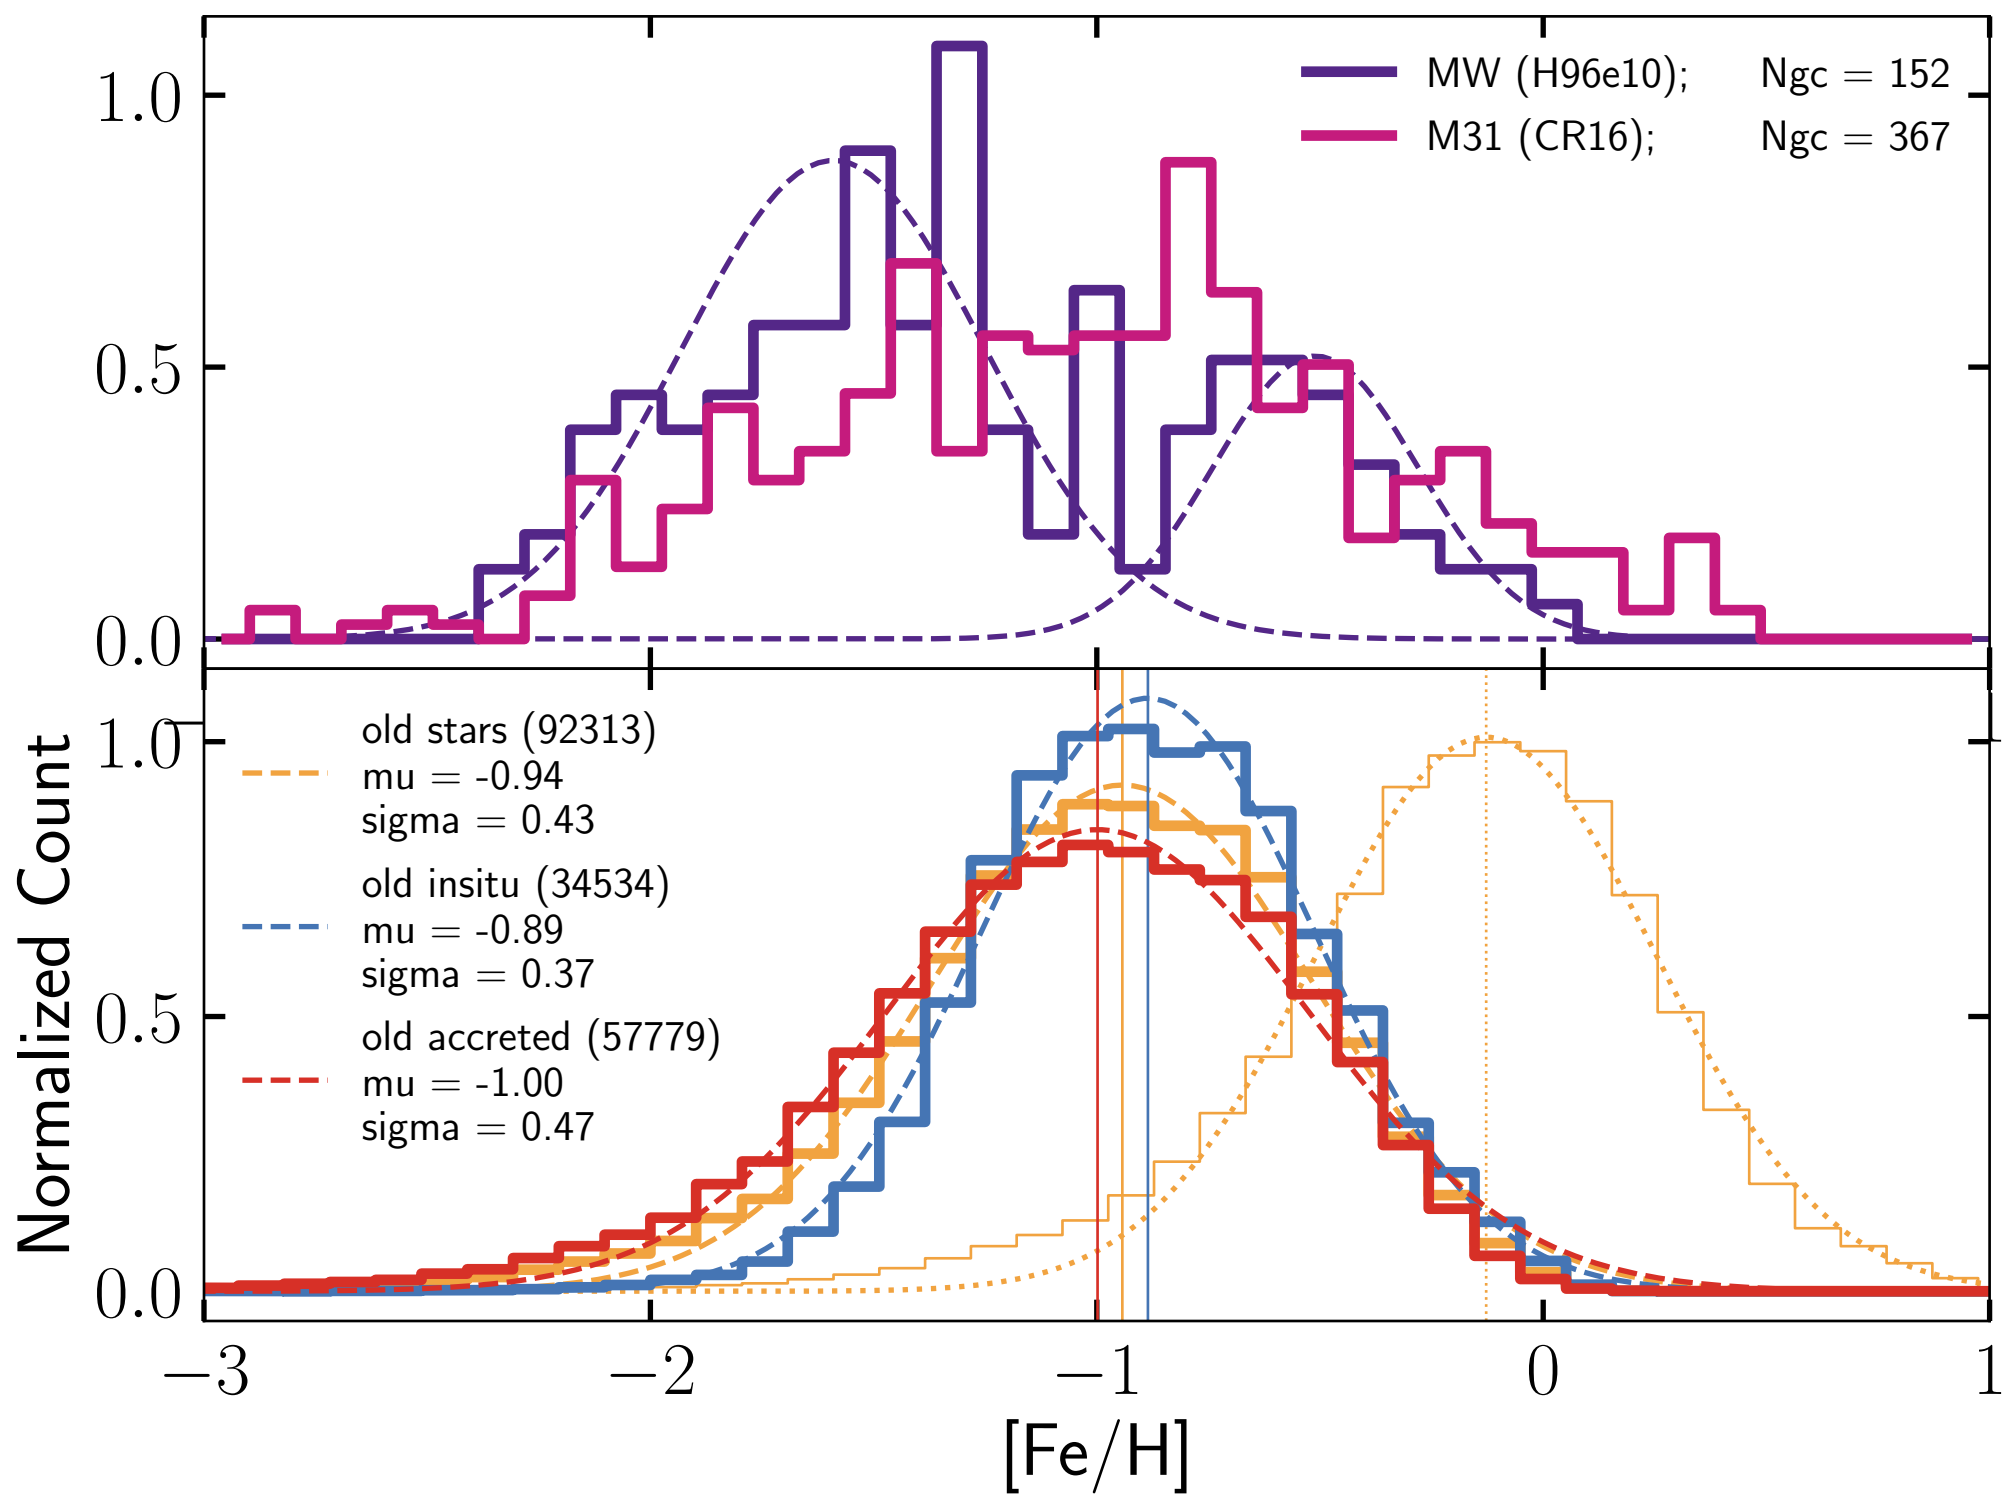 1.0
0.5
0.0
MW (H96e10); Ngc = 152
M31 (CR16); Ngc = 367
Normalized Count
1.0
0.5
0.0
old stars (92313)
mu = -0.94
sigma = 0.43
old insitu (34534)
mu = -0.89
sigma = 0.37
old accreted (57779)
mu = -1.00
sigma = 0.47
−3 −2 −1 0 1
[Fe/H]